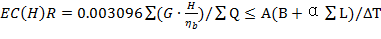 EC(H)R = 0.003096∑(G·H/η_b)/∑Q ≤ A(B + α∑L)/ΔT